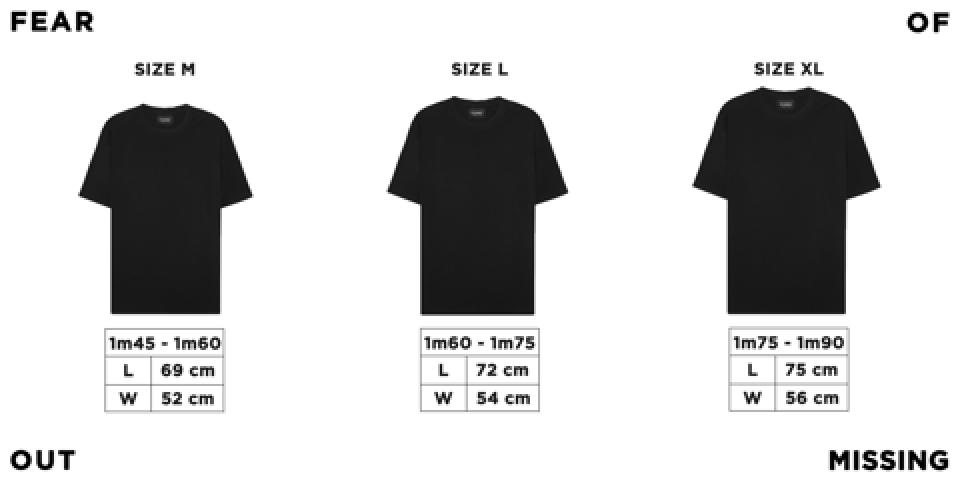 FEAR OF
SIZE M SIZE L SIZE XL
1m45 - 1m60 1m60 - 1m75 1m75 - 1m90
L 69 cm L 72 cm L 75 cm
W 52 cm W 54 cm W 56 cm
OUT MISSING